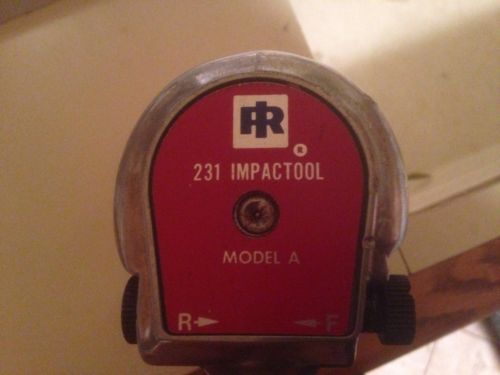 IR
®
231 IMPACTOOL
MODEL A
R→ ←F